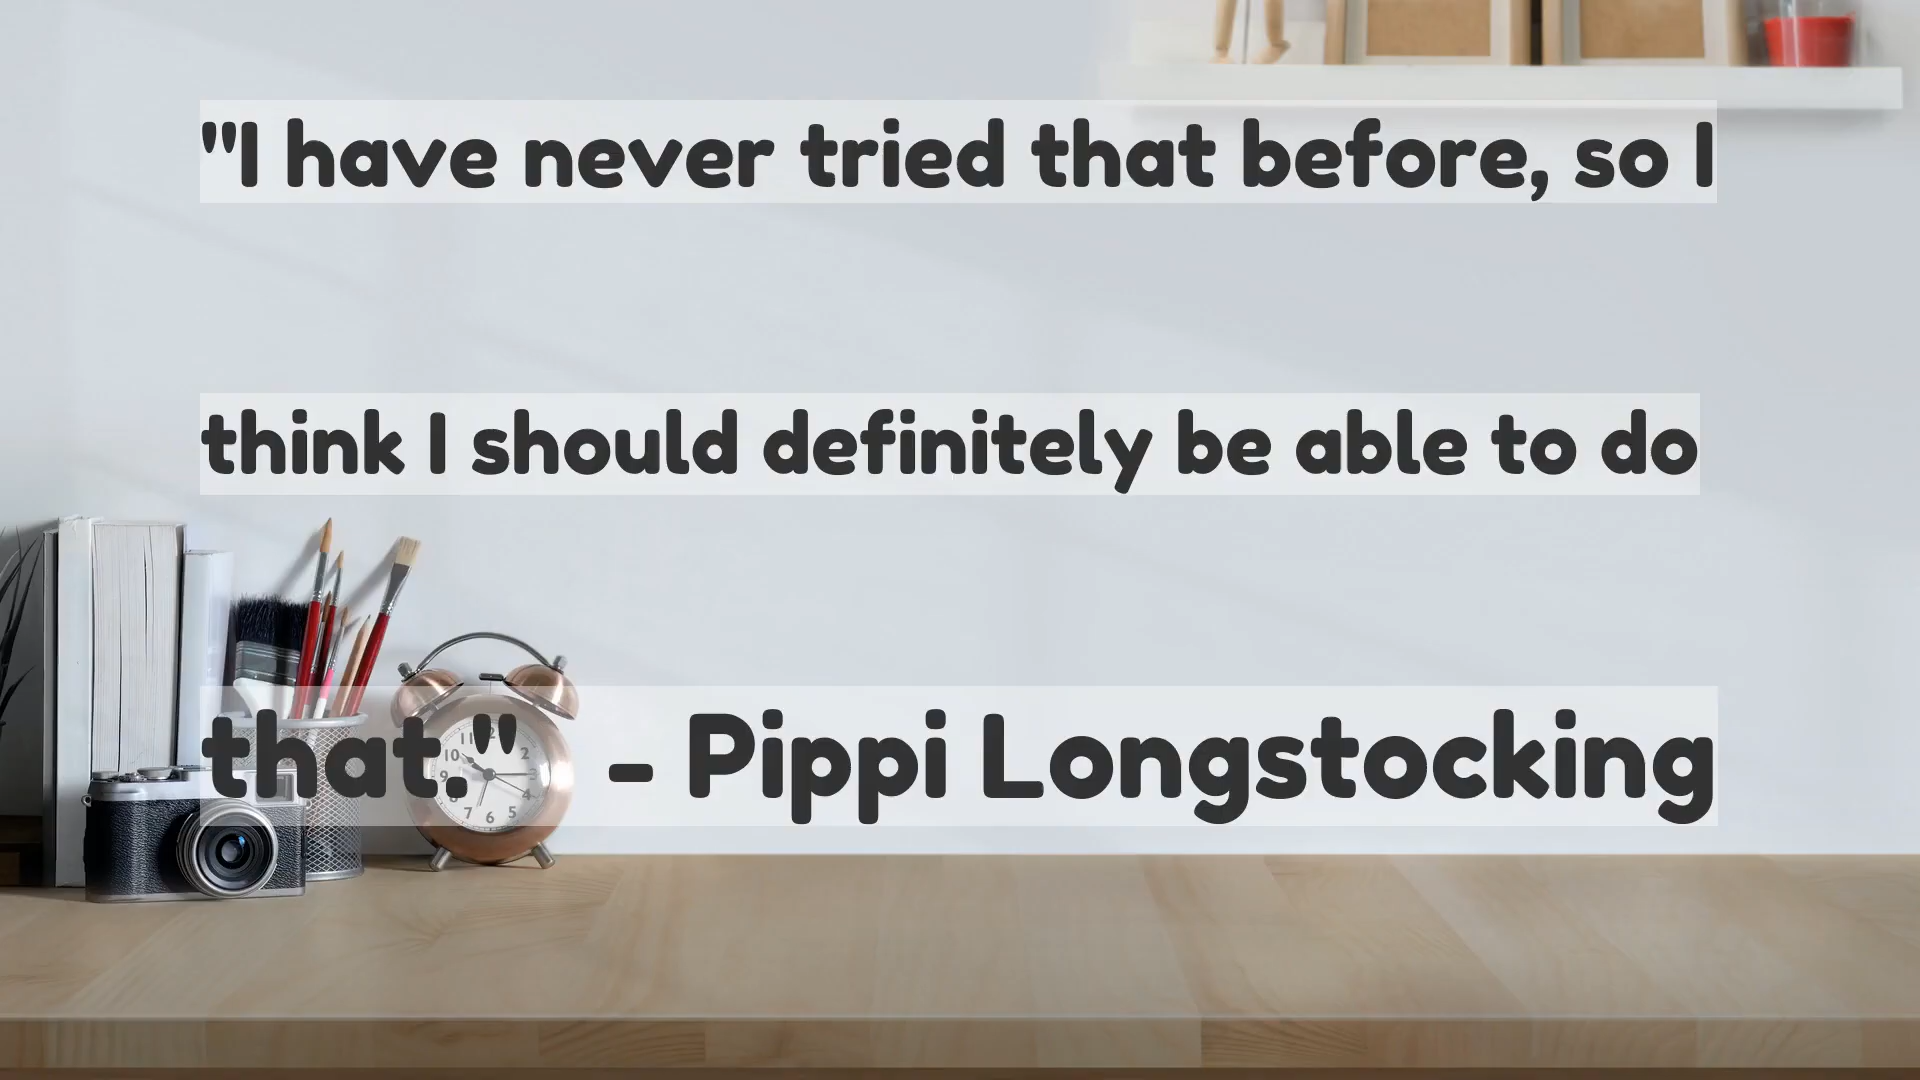 "I have never tried that before, so I
think I should definitely be able to do
that." - Pippi Longstocking